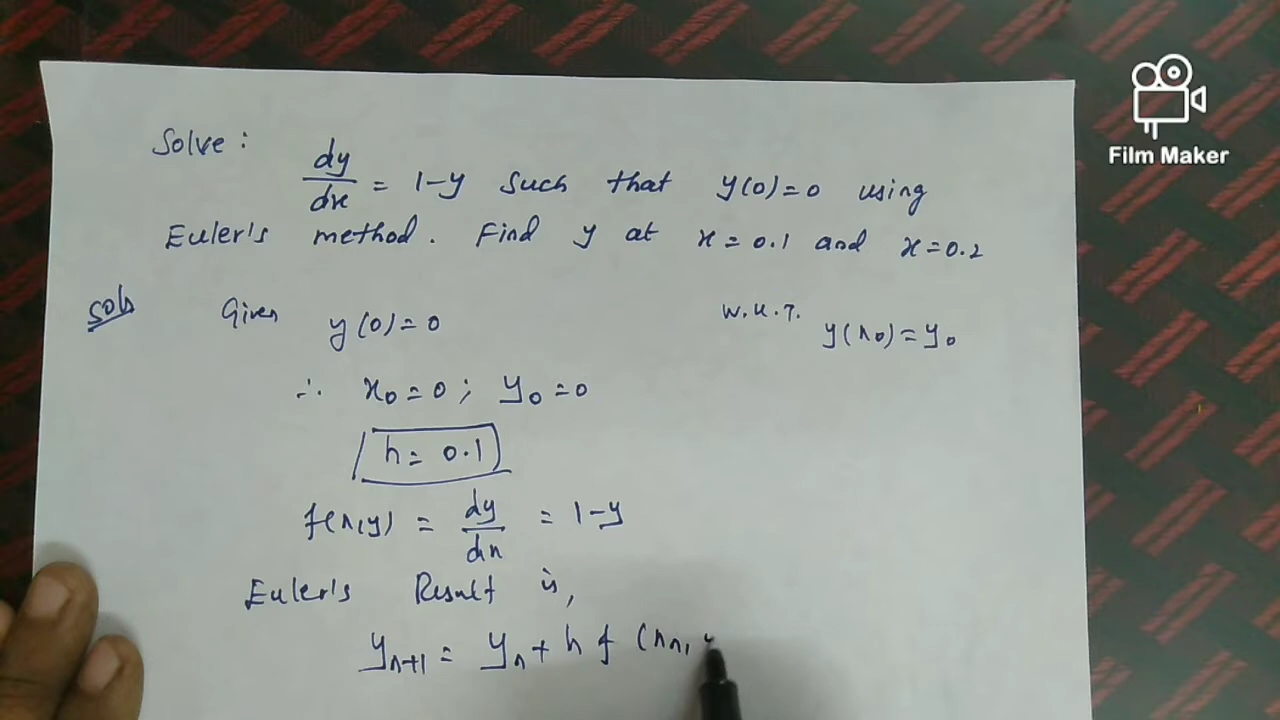 Solve :
dy/dx = 1-y such that y(0)=0 using
Euler's method. Find y at x=0.1 and x=0.2
Soln
Given y(0)=0
W.K.T. y(x0)=y0
∴ x0=0; y0=0
h=0.1
f(x,y) = dy/dx = 1-y
Euler's Result is,
yn+1 = yn + h f (xn,
Film Maker